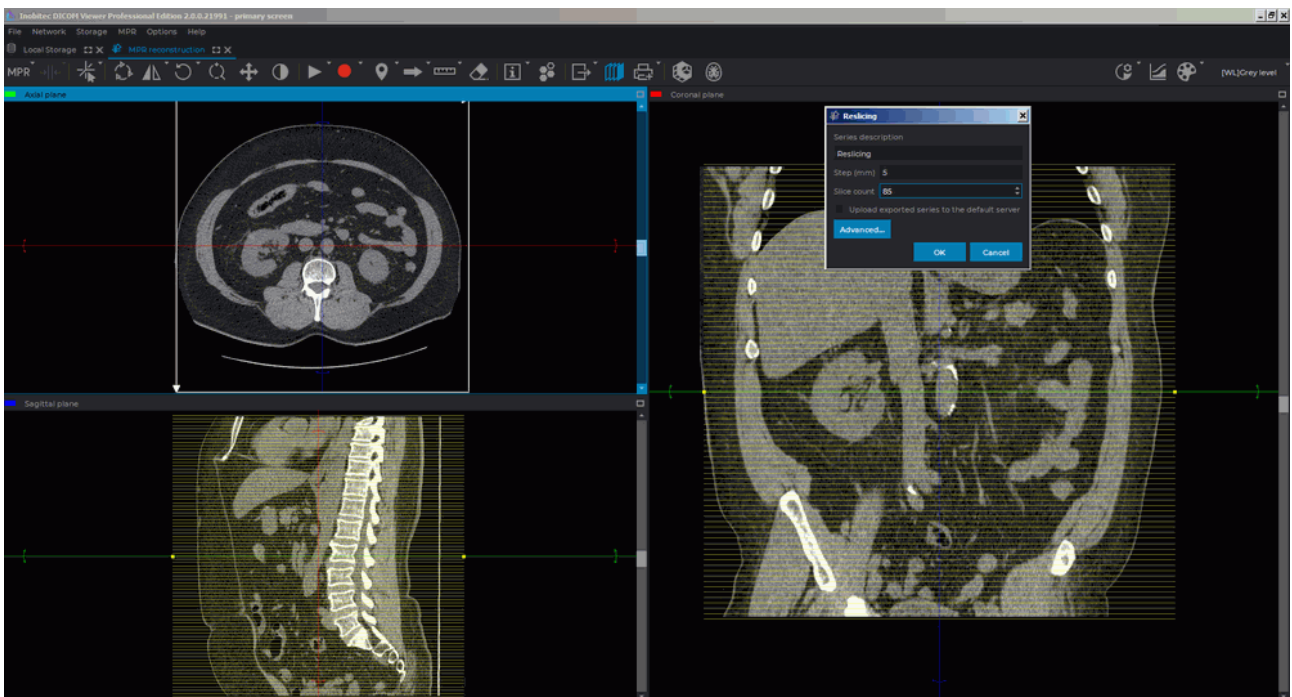 Inobitec DICOM Viewer Professional Edition 2.0.0.21991 - primary screen
File Network Storage MPR Options Help
Local Storage MPR reconstruction
MPR [WL]Grey level
Axial plane
Coronal plane
Reslicing
Series description
Reslicing
Step (mm) 5
Slice count 85
Upload exported series to the default server
Advanced...
OK Cancel
Sagittal plane